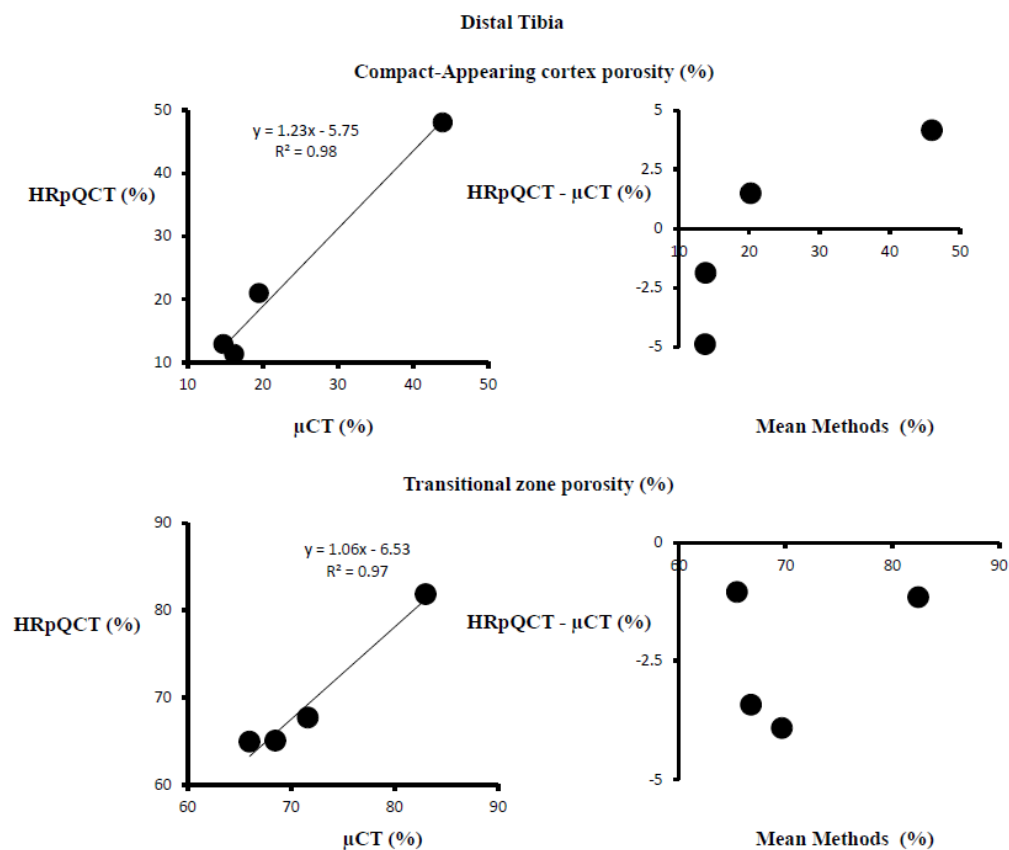 Distal Tibia
Compact-Appearing cortex porosity (%)
50
40
30
20
10
y = 1.23x - 5.75
R² = 0.98
HRpQCT (%)
10 20 30 40 50
μCT (%)
5
2.5
0
-2.5
-5
HRpQCT - μCT (%)
10 20 30 40 50
Mean Methods (%)
Transitional zone porosity (%)
90
80
70
60
y = 1.06x - 6.53
R² = 0.97
HRpQCT (%)
60 70 80 90
μCT (%)
0
-2.5
-5
HRpQCT - μCT (%)
60 70 80 90
Mean Methods (%)